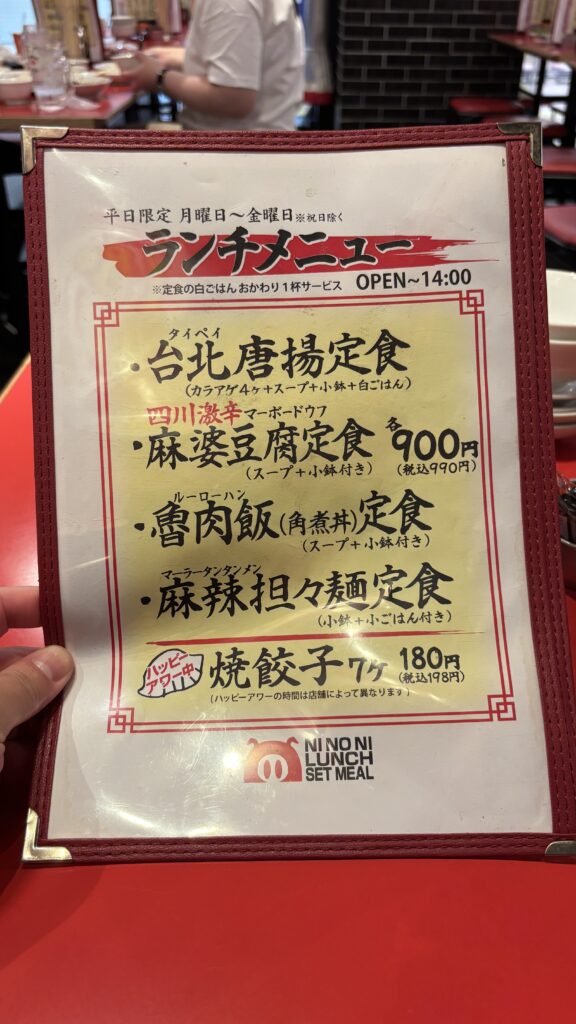 平日限定 月曜日～金曜日※祝日除く
ランチメニュー
※定食の白ごはん おかわり1杯サービス OPEN~14:00
タイペイ
・台北唐揚定食
(カラアゲ4ヶ+スープ+小鉢+白ごはん)
四川激辛マーボードウフ
・麻婆豆腐定食 各900円
(スープ+小鉢付き) (税込990円)
ルーローハン
・魯肉飯(角煮丼)定食
(スープ+小鉢付き)
マーラータンタンメン
・麻辣担々麺定食
(小鉢+小ごはん付き)
ハッピーアワー中 焼餃子7ヶ 180円
(税込198円)
(ハッピーアワーの時間は店舗によって異なります)
NI NO NI
LUNCH
SET MEAL